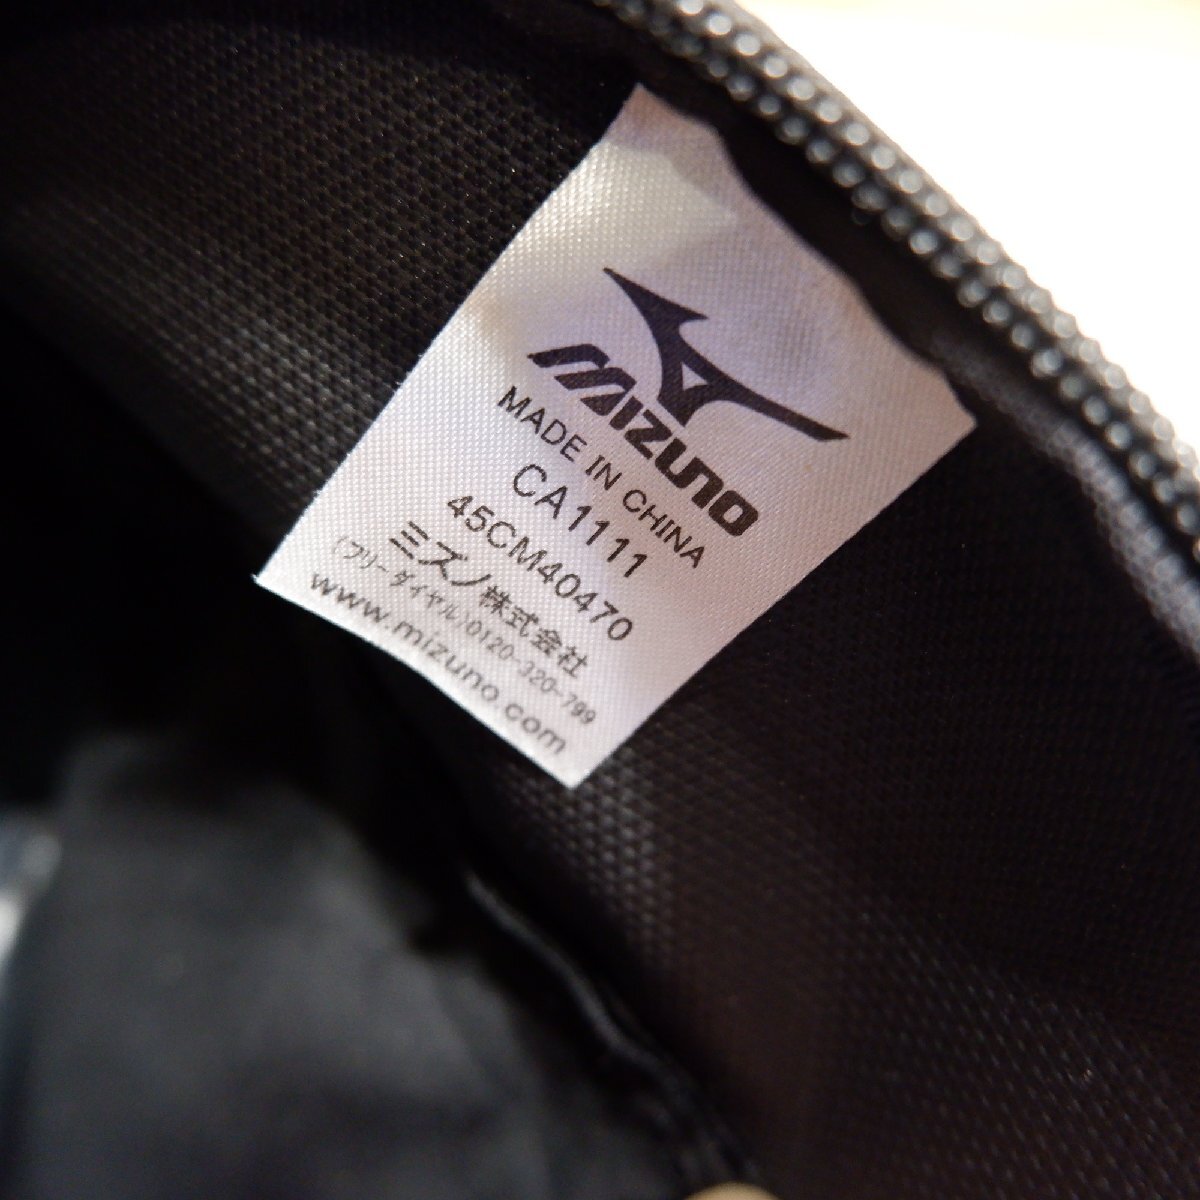 MIZUNO
MADE IN CHINA
CA1111
45CM40470
ミズノ株式会社
(フリーダイヤル)0120-320-799
www.mizuno.com